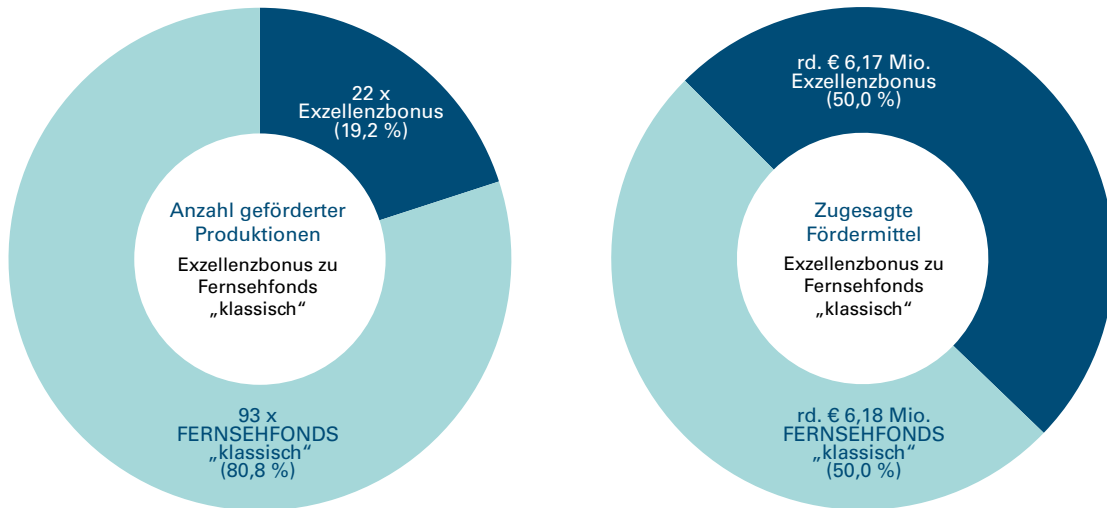 22 x
Exzellenzbonus
(19,2 %)
Anzahl geförderter
Produktionen
Exzellenzbonus zu
Fernsehfonds
„klassisch“
93 x
FERNSEHFONDS
„klassisch“
(80,8 %)
rd. € 6,17 Mio.
Exzellenzbonus
(50,0 %)
Zugesagte
Fördermittel
Exzellenzbonus zu
Fernsehfonds
„klassisch“
rd. € 6,18 Mio.
FERNSEHFONDS
„klassisch“
(50,0 %)